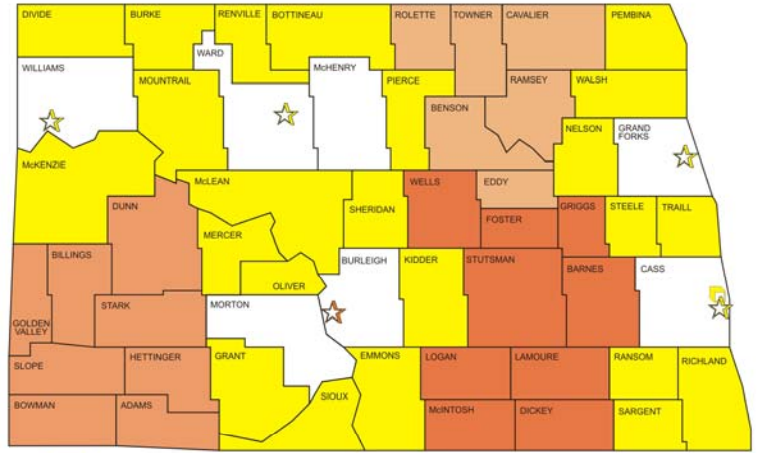 DIVIDE
BURKE
RENVILLE
BOTTINEAU
ROLETTE
TOWNER
CAVALIER
PEMBINA
WARD
WILLIAMS
McHENRY
MOUNTRAIL
PIERCE
RAMSEY
WALSH
BENSON
NELSON
GRAND
FORKS
McKENZIE
McLEAN
WELLS
EDDY
DUNN
SHERIDAN
GRIGGS
STEELE
TRAILL
FOSTER
MERCER
BILLINGS
BURLEIGH
KIDDER
STUTSMAN
BARNES
CASS
OLIVER
STARK
MORTON
GOLDEN
VALLEY
HETTINGER
GRANT
EMMONS
LOGAN
LAMOURE
RANSOM
RICHLAND
SLOPE
SIOUX
BOWMAN
ADAMS
McINTOSH
DICKEY
SARGENT